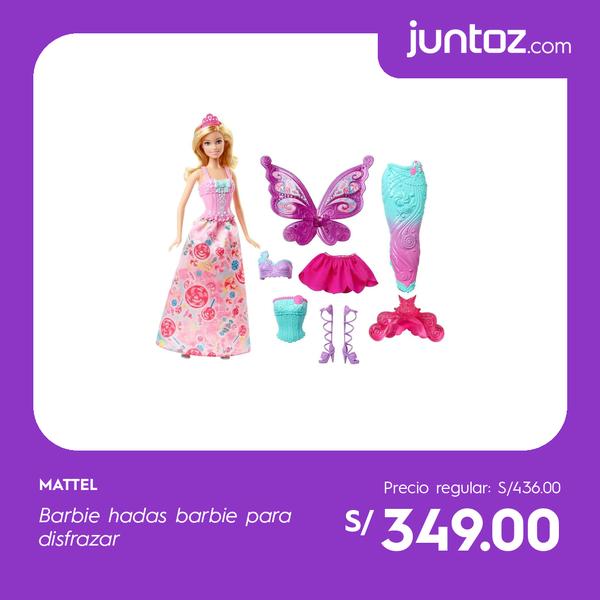 juntoz.com
MATTEL
Barbie hadas barbie para
disfrazar
Precio regular: S/436.00
S/ 349.00